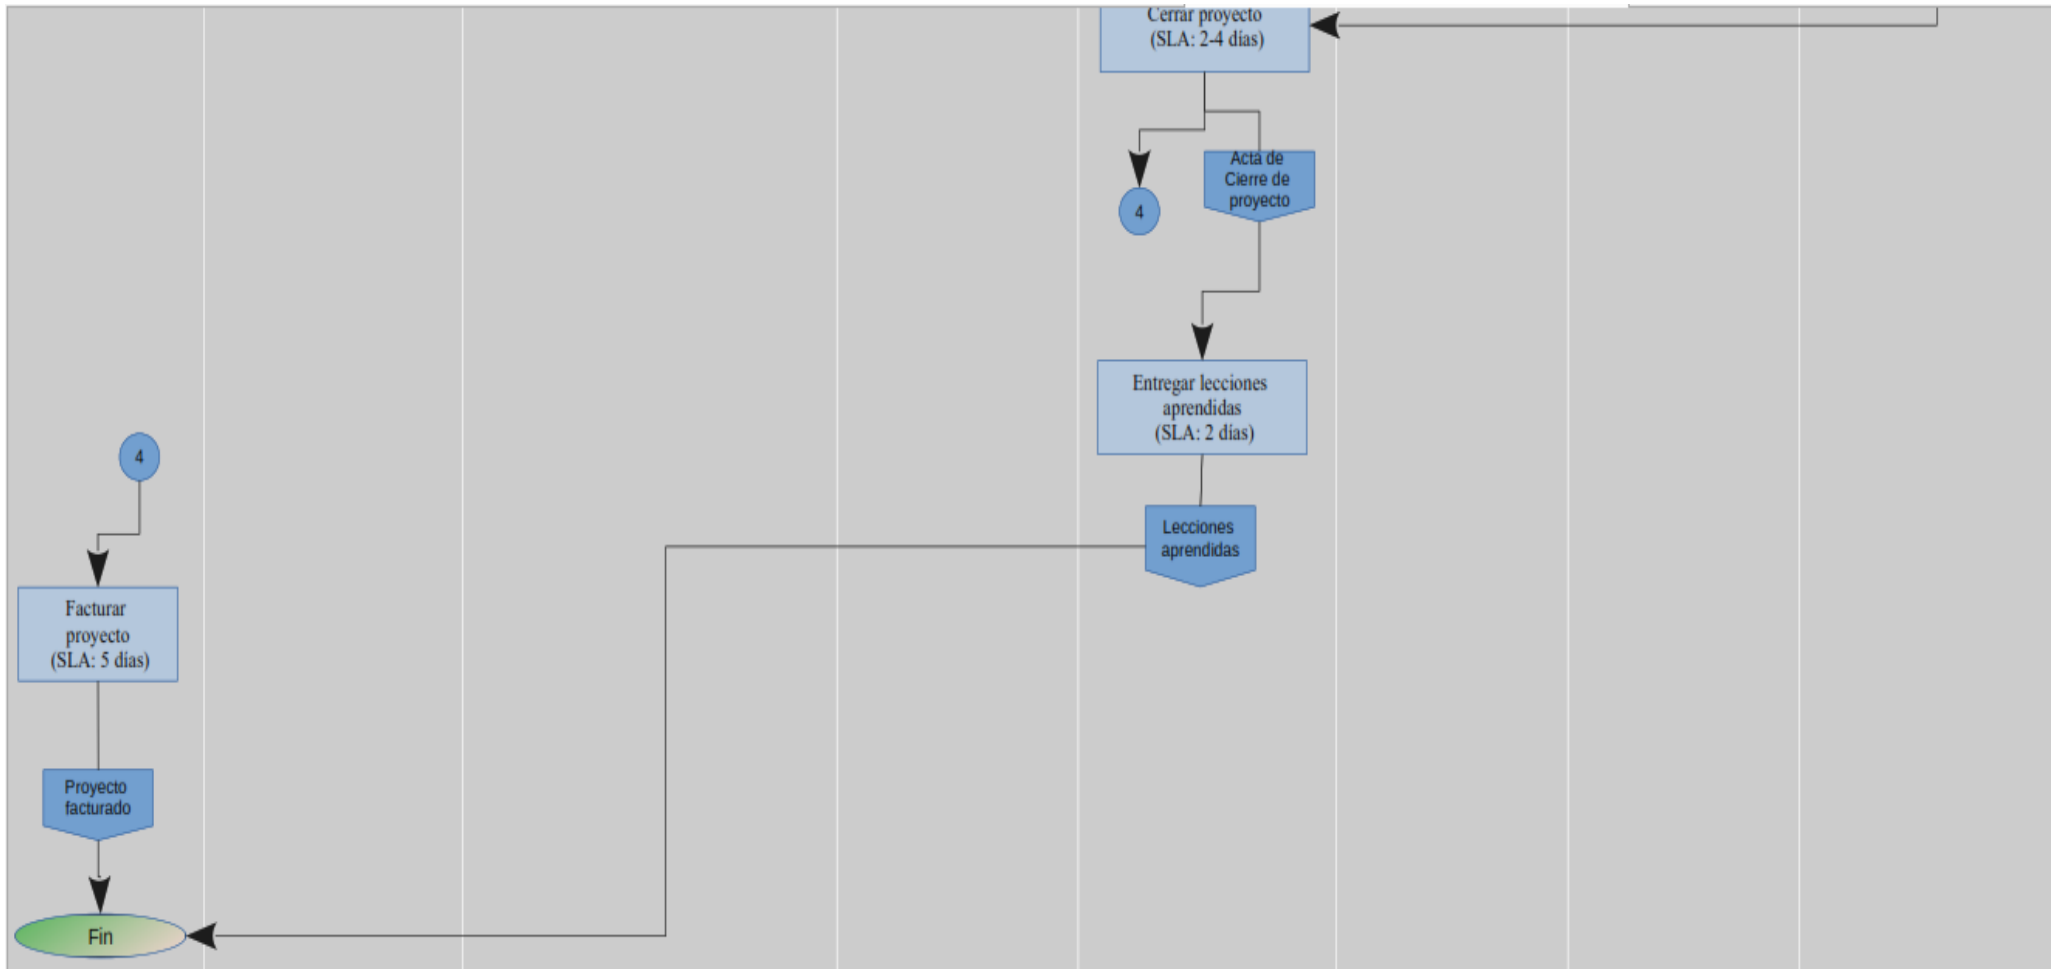 Cerrar proyecto
(SLA: 2-4 días)
4
Acta de
Cierre de
proyecto
Entregar lecciones
aprendidas
(SLA: 2 días)
4
Lecciones
aprendidas
Facturar
proyecto
(SLA: 5 días)
Proyecto
facturado
Fin